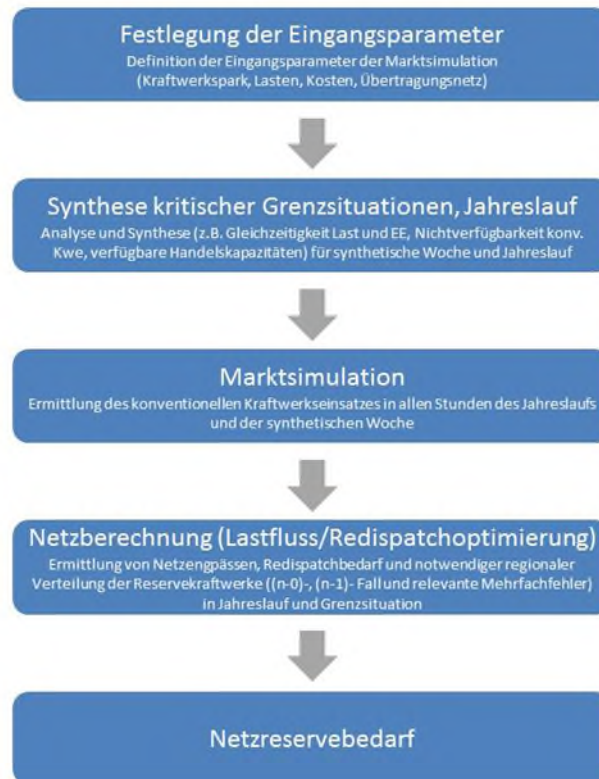 Festlegung der Eingangsparameter
Definition der Eingangsparameter der Marktsimulation
(Kraftwerkspark, Lasten, Kosten, Übertragungsnetz)
Synthese kritischer Grenzsituationen, Jahreslauf
Analyse und Synthese (z.B. Gleichzeitigkeit Last und EE, Nichtverfügbarkeit konv.
Kwe, verfügbare Handelskapazitäten) für synthetische Woche und Jahreslauf
Marktsimulation
Ermittlung des konventionellen Kraftwerkseinsatzes in allen Stunden des Jahreslaufs
und der synthetischen Woche
Netzberechnung (Lastfluss/Redispatchoptimierung)
Ermittlung von Netzengpässen, Redispatchbedarf und notwendiger regionaler
Verteilung der Reservekraftwerke ((n-0)-, (n-1)- Fall und relevante Mehrfachfehler)
in Jahreslauf und Grenzsituation
Netzreservebedarf